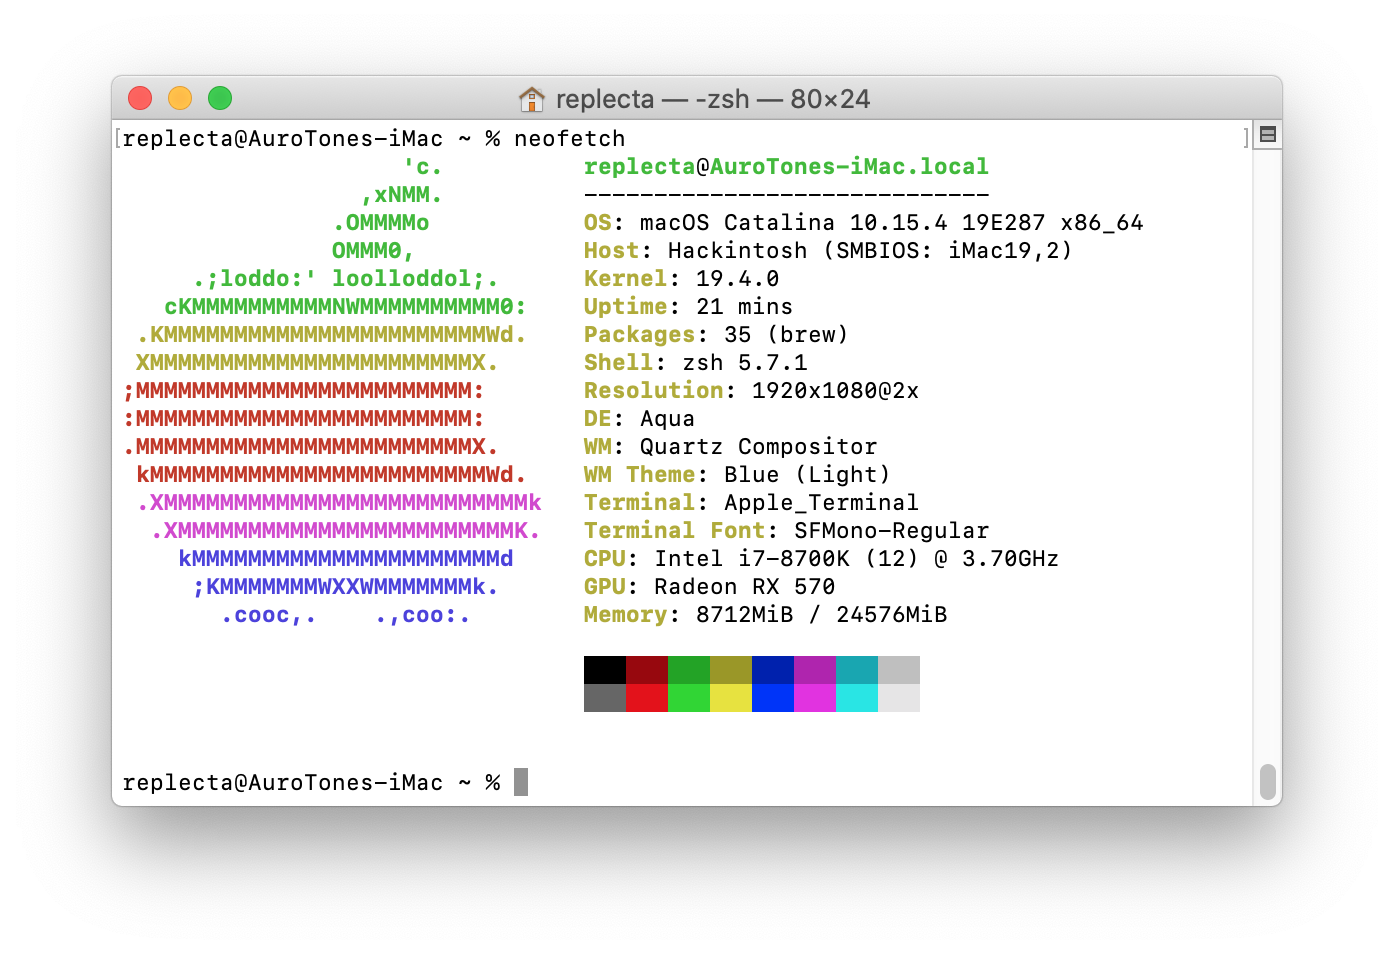 replecta — -zsh — 80×24
[replecta@AuroTones-iMac ~ % neofetch ]
'c. replecta@AuroTones-iMac.local
,xNMM. -----------------------------
.OMMMMo OS: macOS Catalina 10.15.4 19E287 x86_64
OMMM0, Host: Hackintosh (SMBIOS: iMac19,2)
.;loddo:' loolloddol;. Kernel: 19.4.0
cKMMMMMMMMMMNWMMMMMMMMMM0: Uptime: 21 mins
.KMMMMMMMMMMMMMMMMMMMMMMMWd. Packages: 35 (brew)
XMMMMMMMMMMMMMMMMMMMMMMMX. Shell: zsh 5.7.1
;MMMMMMMMMMMMMMMMMMMMMMMM: Resolution: 1920x1080@2x
:MMMMMMMMMMMMMMMMMMMMMMMM: DE: Aqua
.MMMMMMMMMMMMMMMMMMMMMMMMX. WM: Quartz Compositor
kMMMMMMMMMMMMMMMMMMMMMMMMWd. WM Theme: Blue (Light)
.XMMMMMMMMMMMMMMMMMMMMMMMMMMk Terminal: Apple_Terminal
.XMMMMMMMMMMMMMMMMMMMMMMMMK. Terminal Font: SFMono-Regular
kMMMMMMMMMMMMMMMMMMMMMMd CPU: Intel i7-8700K (12) @ 3.70GHz
;KMMMMMMMWXXWMMMMMMMk. GPU: Radeon RX 570
.cooc,. .,coo:. Memory: 8712MiB / 24576MiB
replecta@AuroTones-iMac ~ %